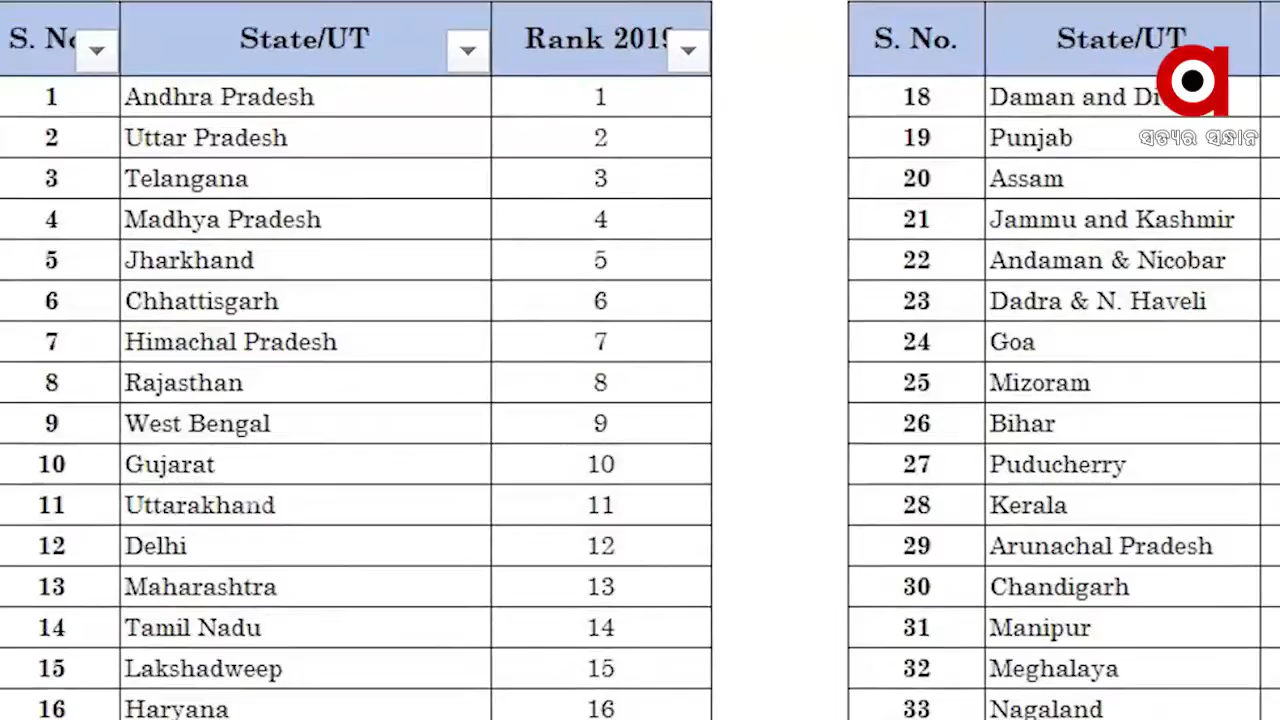 S. No State/UT Rank 2019
1 Andhra Pradesh 1
2 Uttar Pradesh 2
3 Telangana 3
4 Madhya Pradesh 4
5 Jharkhand 5
6 Chhattisgarh 6
7 Himachal Pradesh 7
8 Rajasthan 8
9 West Bengal 9
10 Gujarat 10
11 Uttarakhand 11
12 Delhi 12
13 Maharashtra 13
14 Tamil Nadu 14
15 Lakshadweep 15
16 Haryana 16
S. No. State/UT
18 Daman and Di
19 Punjab
20 Assam
21 Jammu and Kashmir
22 Andaman & Nicobar
23 Dadra & N. Haveli
24 Goa
25 Mizoram
26 Bihar
27 Puducherry
28 Kerala
29 Arunachal Pradesh
30 Chandigarh
31 Manipur
32 Meghalaya
33 Nagaland
a
ସତ୍ୟର ସନ୍ଧାନ